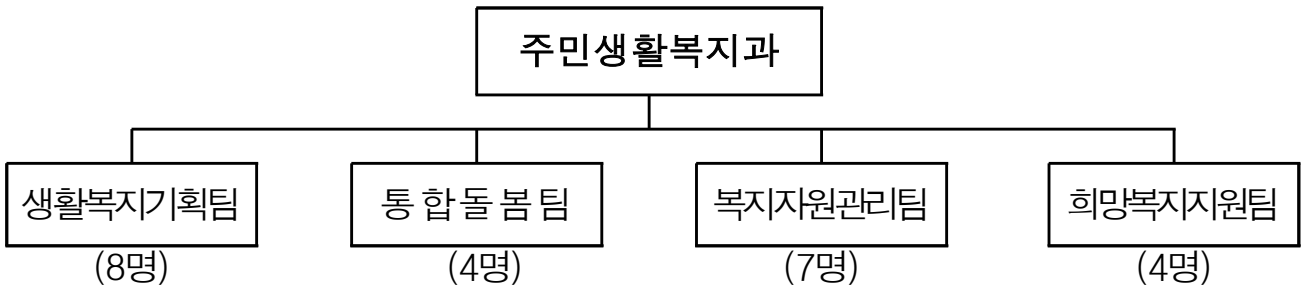 주민생활복지과
생활복지기획팀 통합돌봄팀 복지자원관리팀 희망복지지원팀
(8명) (4명) (7명) (4명)